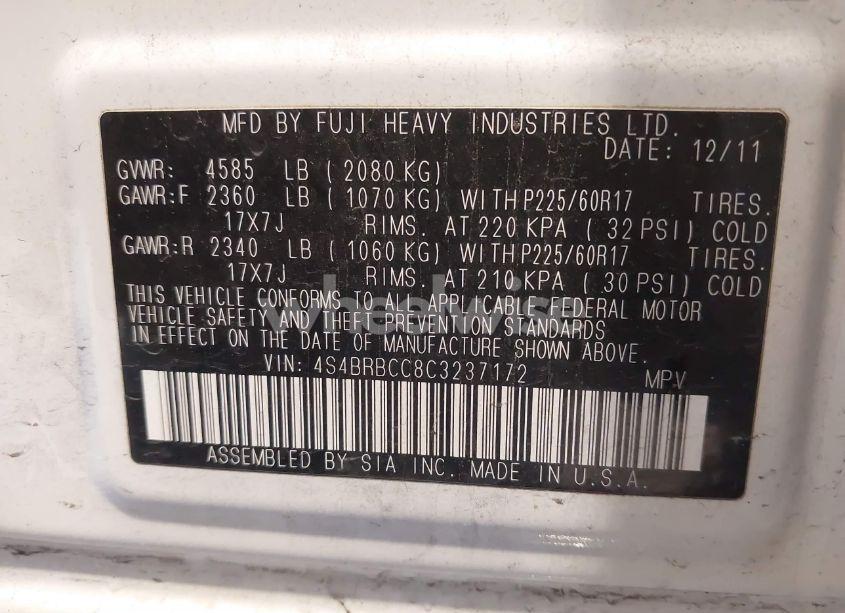 MFD BY FUJI HEAVY INDUSTRIES LTD.
DATE: 12/11
GVWR: 4585 LB ( 2080 KG)
GAWR:F 2360 LB ( 1070 KG) WITH P225/60R17 TIRES.
17X7J RIMS. AT 220 KPA ( 32 PSI) COLD
GAWR:R 2340 LB ( 1060 KG) WITH P225/60R17 TIRES.
17X7J RIMS. AT 210 KPA ( 30 PSI) COLD
THIS VEHICLE CONFORMS TO ALL APPLICABLE FEDERAL MOTOR
VEHICLE SAFETY AND THEFT PREVENTION STANDARDS
IN EFFECT ON THE DATE OF MANUFACTURE SHOWN ABOVE.
VIN: 4S4BRBCC8C3237172 MPV
ASSEMBLED BY SIA INC. MADE IN U.S.A.